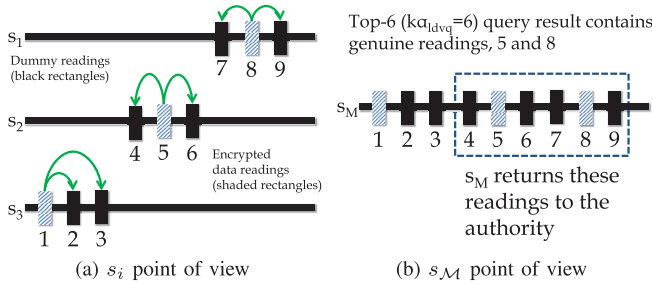 s1
Dummy readings
(black rectangles)
7 8 9
s2
4 5 6
Encrypted
data readings
(shaded rectangles)
s3
1 2 3
(a) si point of view
Top-6 (kαldvq=6) query result contains
genuine readings, 5 and 8
sM
1 2 3 4 5 6 7 8 9
sM returns these
readings to the
authority
(b) sℳ point of view